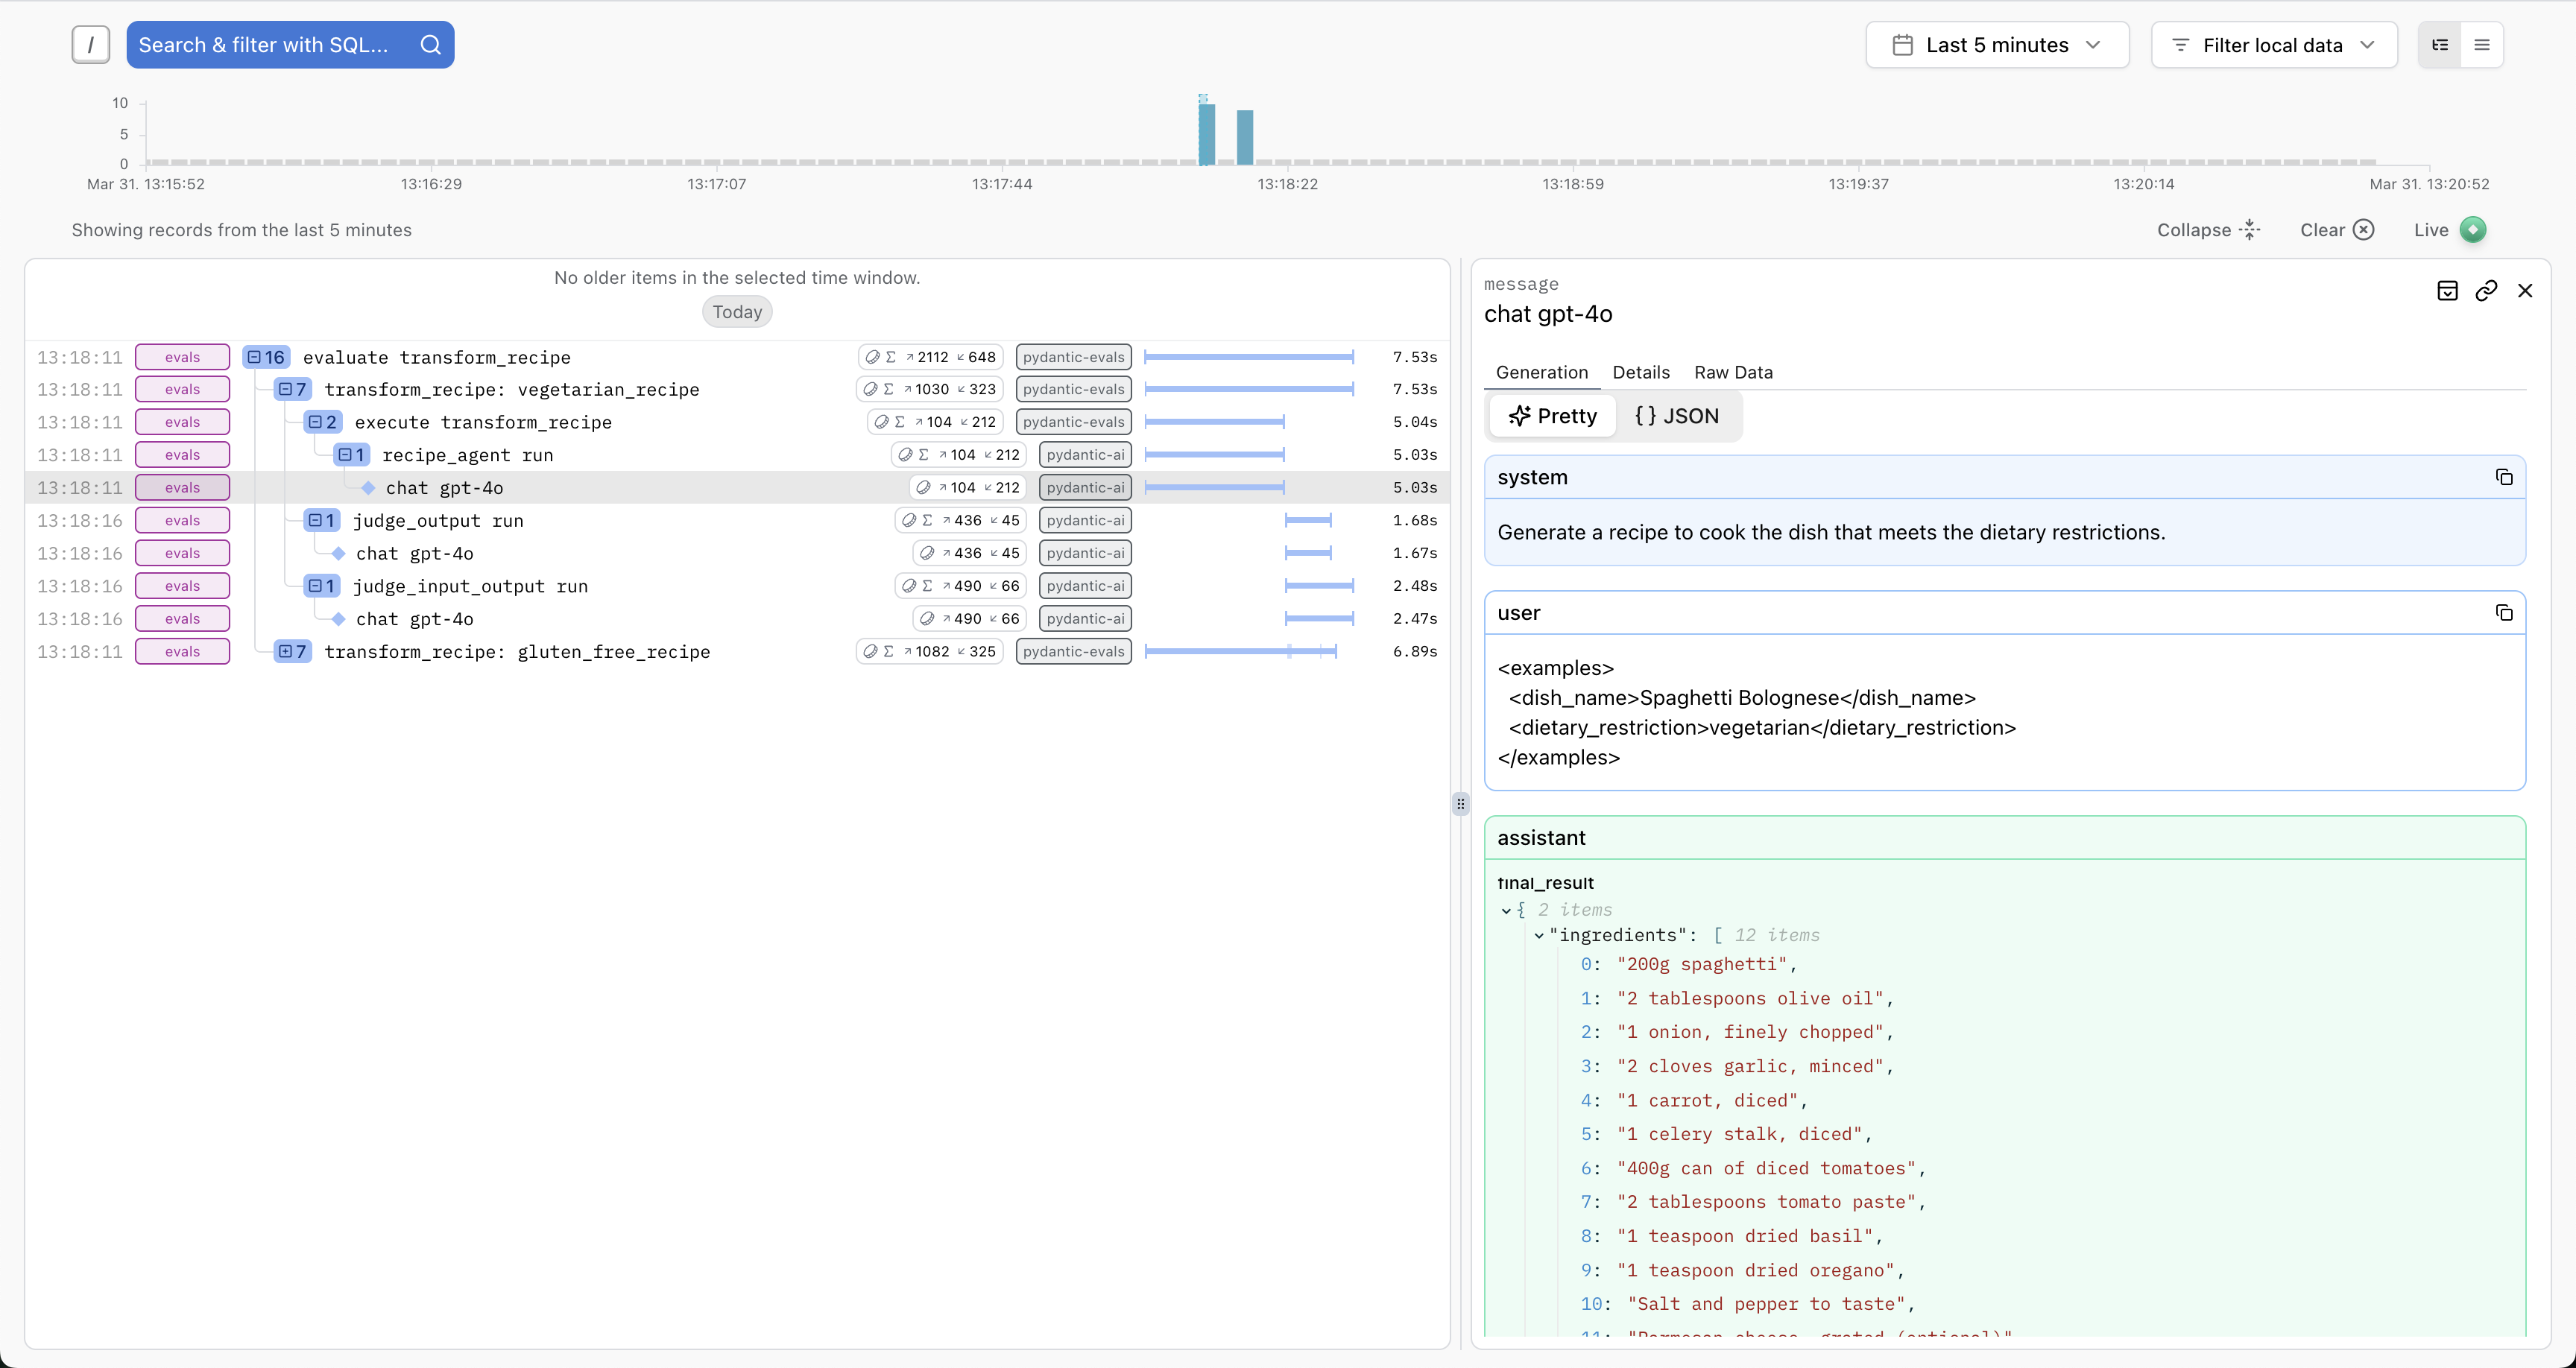 / Search & filter with SQL... Last 5 minutes Filter local data
10
5
0
Mar 31. 13:15:52 13:16:29 13:17:07 13:17:44 13:18:22 13:18:59 13:19:37 13:20:14 Mar 31. 13:20:52
Showing records from the last 5 minutes Collapse Clear Live
No older items in the selected time window.
Today
13:18:11 evals 16 evaluate transform_recipe Σ ↗ 2112 ↙ 648 pydantic-evals 7.53s
13:18:11 evals 7 transform_recipe: vegetarian_recipe Σ ↗ 1030 ↙ 323 pydantic-evals 7.53s
13:18:11 evals 2 execute transform_recipe Σ ↗ 104 ↙ 212 pydantic-evals 5.04s
13:18:11 evals 1 recipe_agent run Σ ↗ 104 ↙ 212 pydantic-ai 5.03s
13:18:11 evals chat gpt-4o ↗ 104 ↙ 212 pydantic-ai 5.03s
13:18:16 evals 1 judge_output run Σ ↗ 436 ↙ 45 pydantic-ai 1.68s
13:18:16 evals chat gpt-4o ↗ 436 ↙ 45 pydantic-ai 1.67s
13:18:16 evals 1 judge_input_output run Σ ↗ 490 ↙ 66 pydantic-ai 2.48s
13:18:16 evals chat gpt-4o ↗ 490 ↙ 66 pydantic-ai 2.47s
13:18:11 evals 7 transform_recipe: gluten_free_recipe Σ ↗ 1082 ↙ 325 pydantic-evals 6.89s
message
chat gpt-4o
Generation Details Raw Data
Pretty {} JSON
system
Generate a recipe to cook the dish that meets the dietary restrictions.
user
<examples>
<dish_name>Spaghetti Bolognese</dish_name>
<dietary_restriction>vegetarian</dietary_restriction>
</examples>
assistant
final_result
{ 2 items
"ingredients": [ 12 items
0: "200g spaghetti",
1: "2 tablespoons olive oil",
2: "1 onion, finely chopped",
3: "2 cloves garlic, minced",
4: "1 carrot, diced",
5: "1 celery stalk, diced",
6: "400g can of diced tomatoes",
7: "2 tablespoons tomato paste",
8: "1 teaspoon dried basil",
9: "1 teaspoon dried oregano",
10: "Salt and pepper to taste",
11: "Parmesan cheese, grated (optional)"